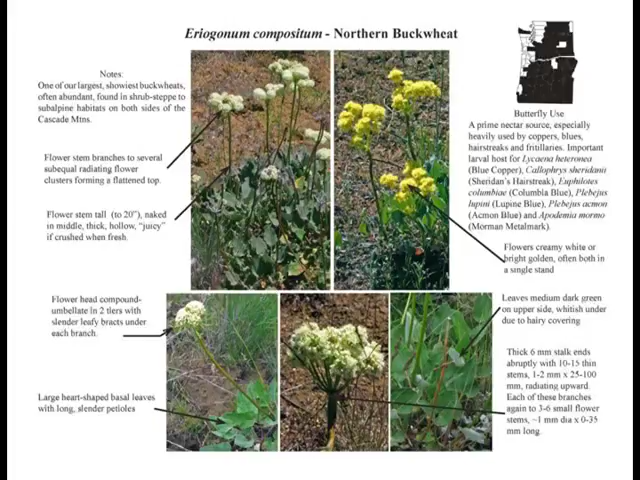 Eriogonum compositum - Northern Buckwheat
Notes:
One of our largest, showiest buckwheats,
often abundant, found in shrub-steppe to
subalpine habitats on both sides of the
Cascade Mtns.
Flower stem branches to several
subequal radiating flower
clusters forming a flattened top.
Flower stem tall (to 20"), naked
in middle, thick, hollow, "juicy"
if crushed when fresh.
Butterfly Use
A prime nectar source, especially
heavily used by coppers, blues,
hairstreaks and fritillaries. Important
larval host for Lycaena heteronea
(Blue Copper), Callophrys sheridanii
(Sheridan's Hairstreak), Euphilotes
columbiae (Columbia Blue), Plebejus
lupini (Lupine Blue), Plebejus acmon
(Acmon Blue) and Apodemia mormo
(Morman Metalmark).
Flowers creamy white or
bright golden, often both in
a single stand
Flower head compound-
umbellate in 2 tiers with
slender leafy bracts under
each branch.
Large heart-shaped basal leaves
with long, slender petioles
Leaves medium dark green
on upper side, whitish under
due to hairy covering
Thick 6 mm stalk ends
abruptly with 10-15 thin
stems, 1-2 mm x 25-100
mm, radiating upward.
Each of these branches
again to 3-6 small flower
stems, ~1 mm dia x 0-35
mm long.